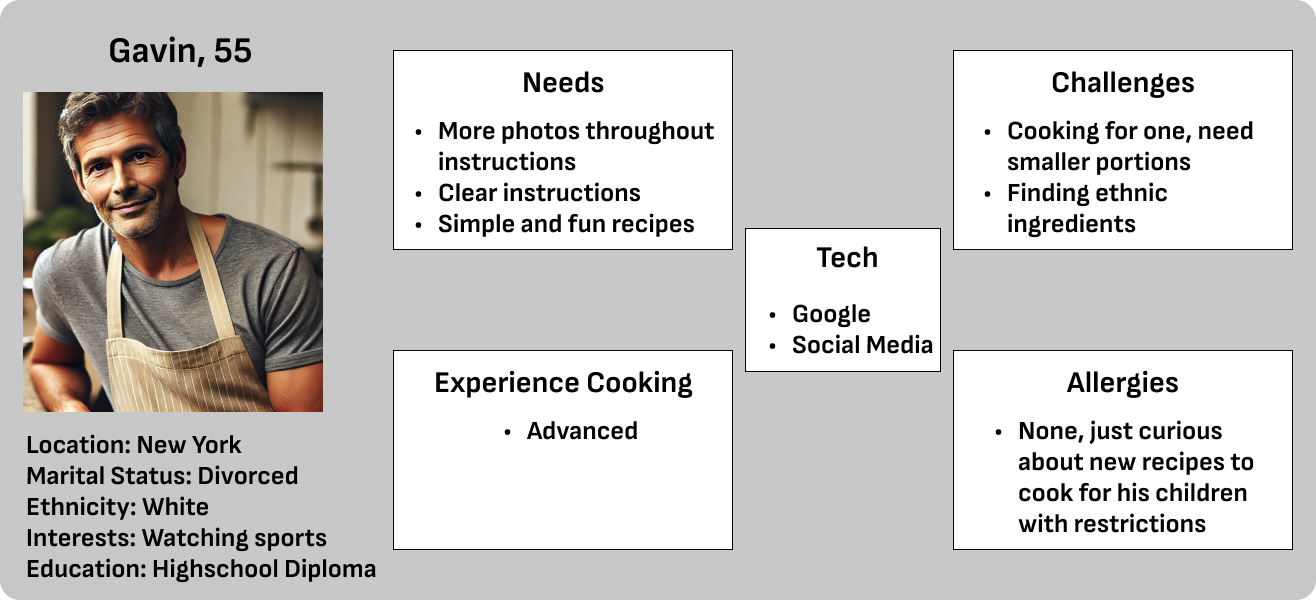 Gavin, 55
Location: New York
Marital Status: Divorced
Ethnicity: White
Interests: Watching sports
Education: Highschool Diploma
Needs
• More photos throughout
instructions
• Clear instructions
• Simple and fun recipes
Experience Cooking
• Advanced
Tech
• Google
• Social Media
Challenges
• Cooking for one, need
smaller portions
• Finding ethnic
ingredients
Allergies
• None, just curious
about new recipes to
cook for his children
with restrictions